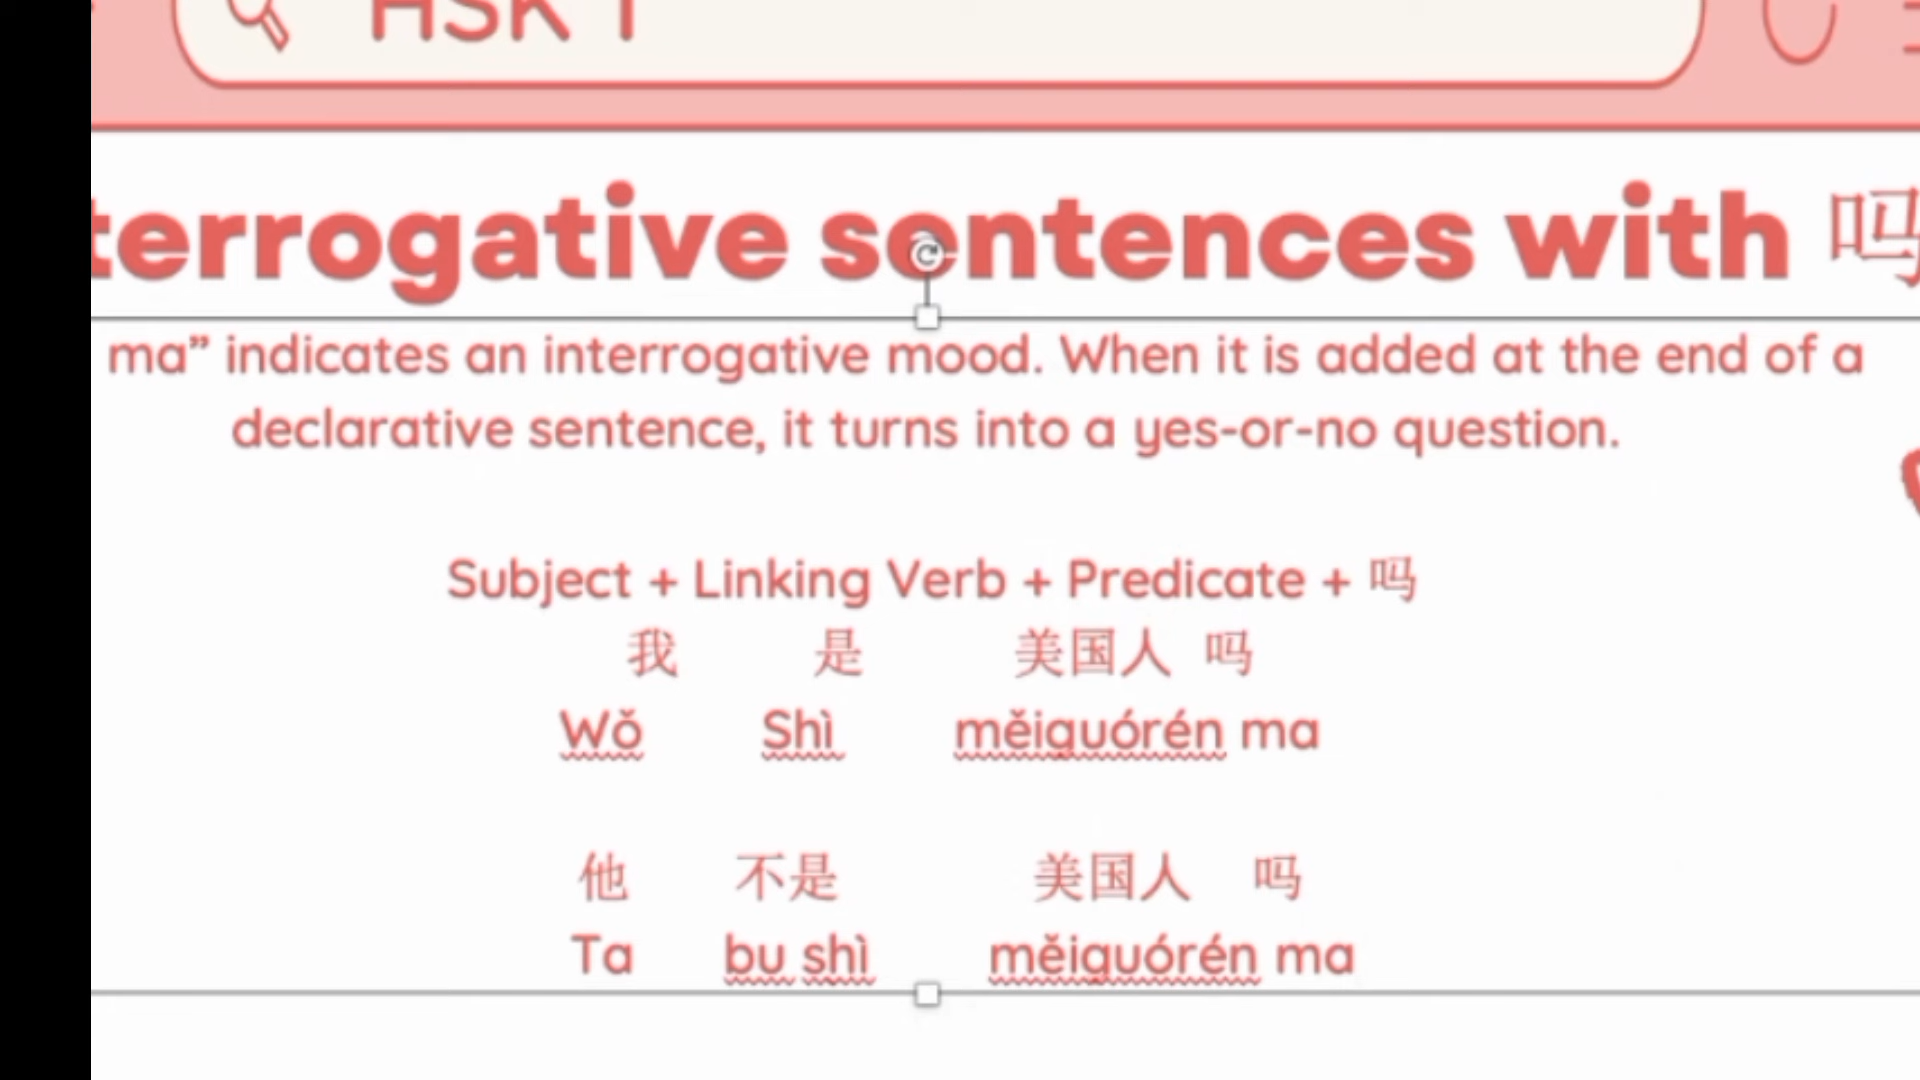 HSK 1
terrogative sentences with 吗
ma” indicates an interrogative mood. When it is added at the end of a
declarative sentence, it turns into a yes-or-no question.
Subject + Linking Verb + Predicate + 吗
我 是 美国人 吗
Wǒ Shì měiguórén ma
他 不是 美国人 吗
Ta bu shì měiguórén ma